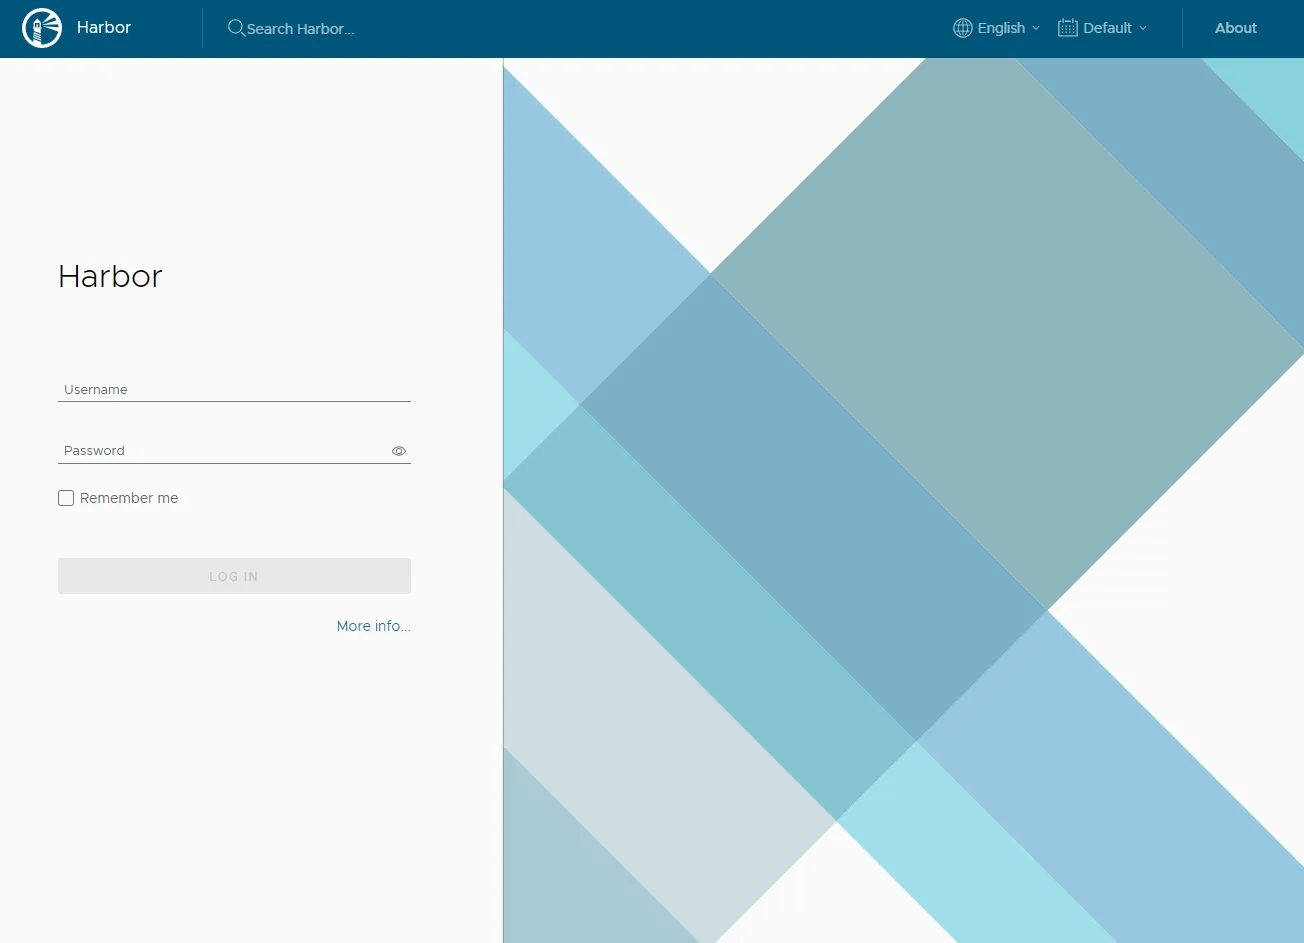 Harbor
Search Harbor...
English
Default
About
Harbor
Username
Password
Remember me
LOG IN
More info...